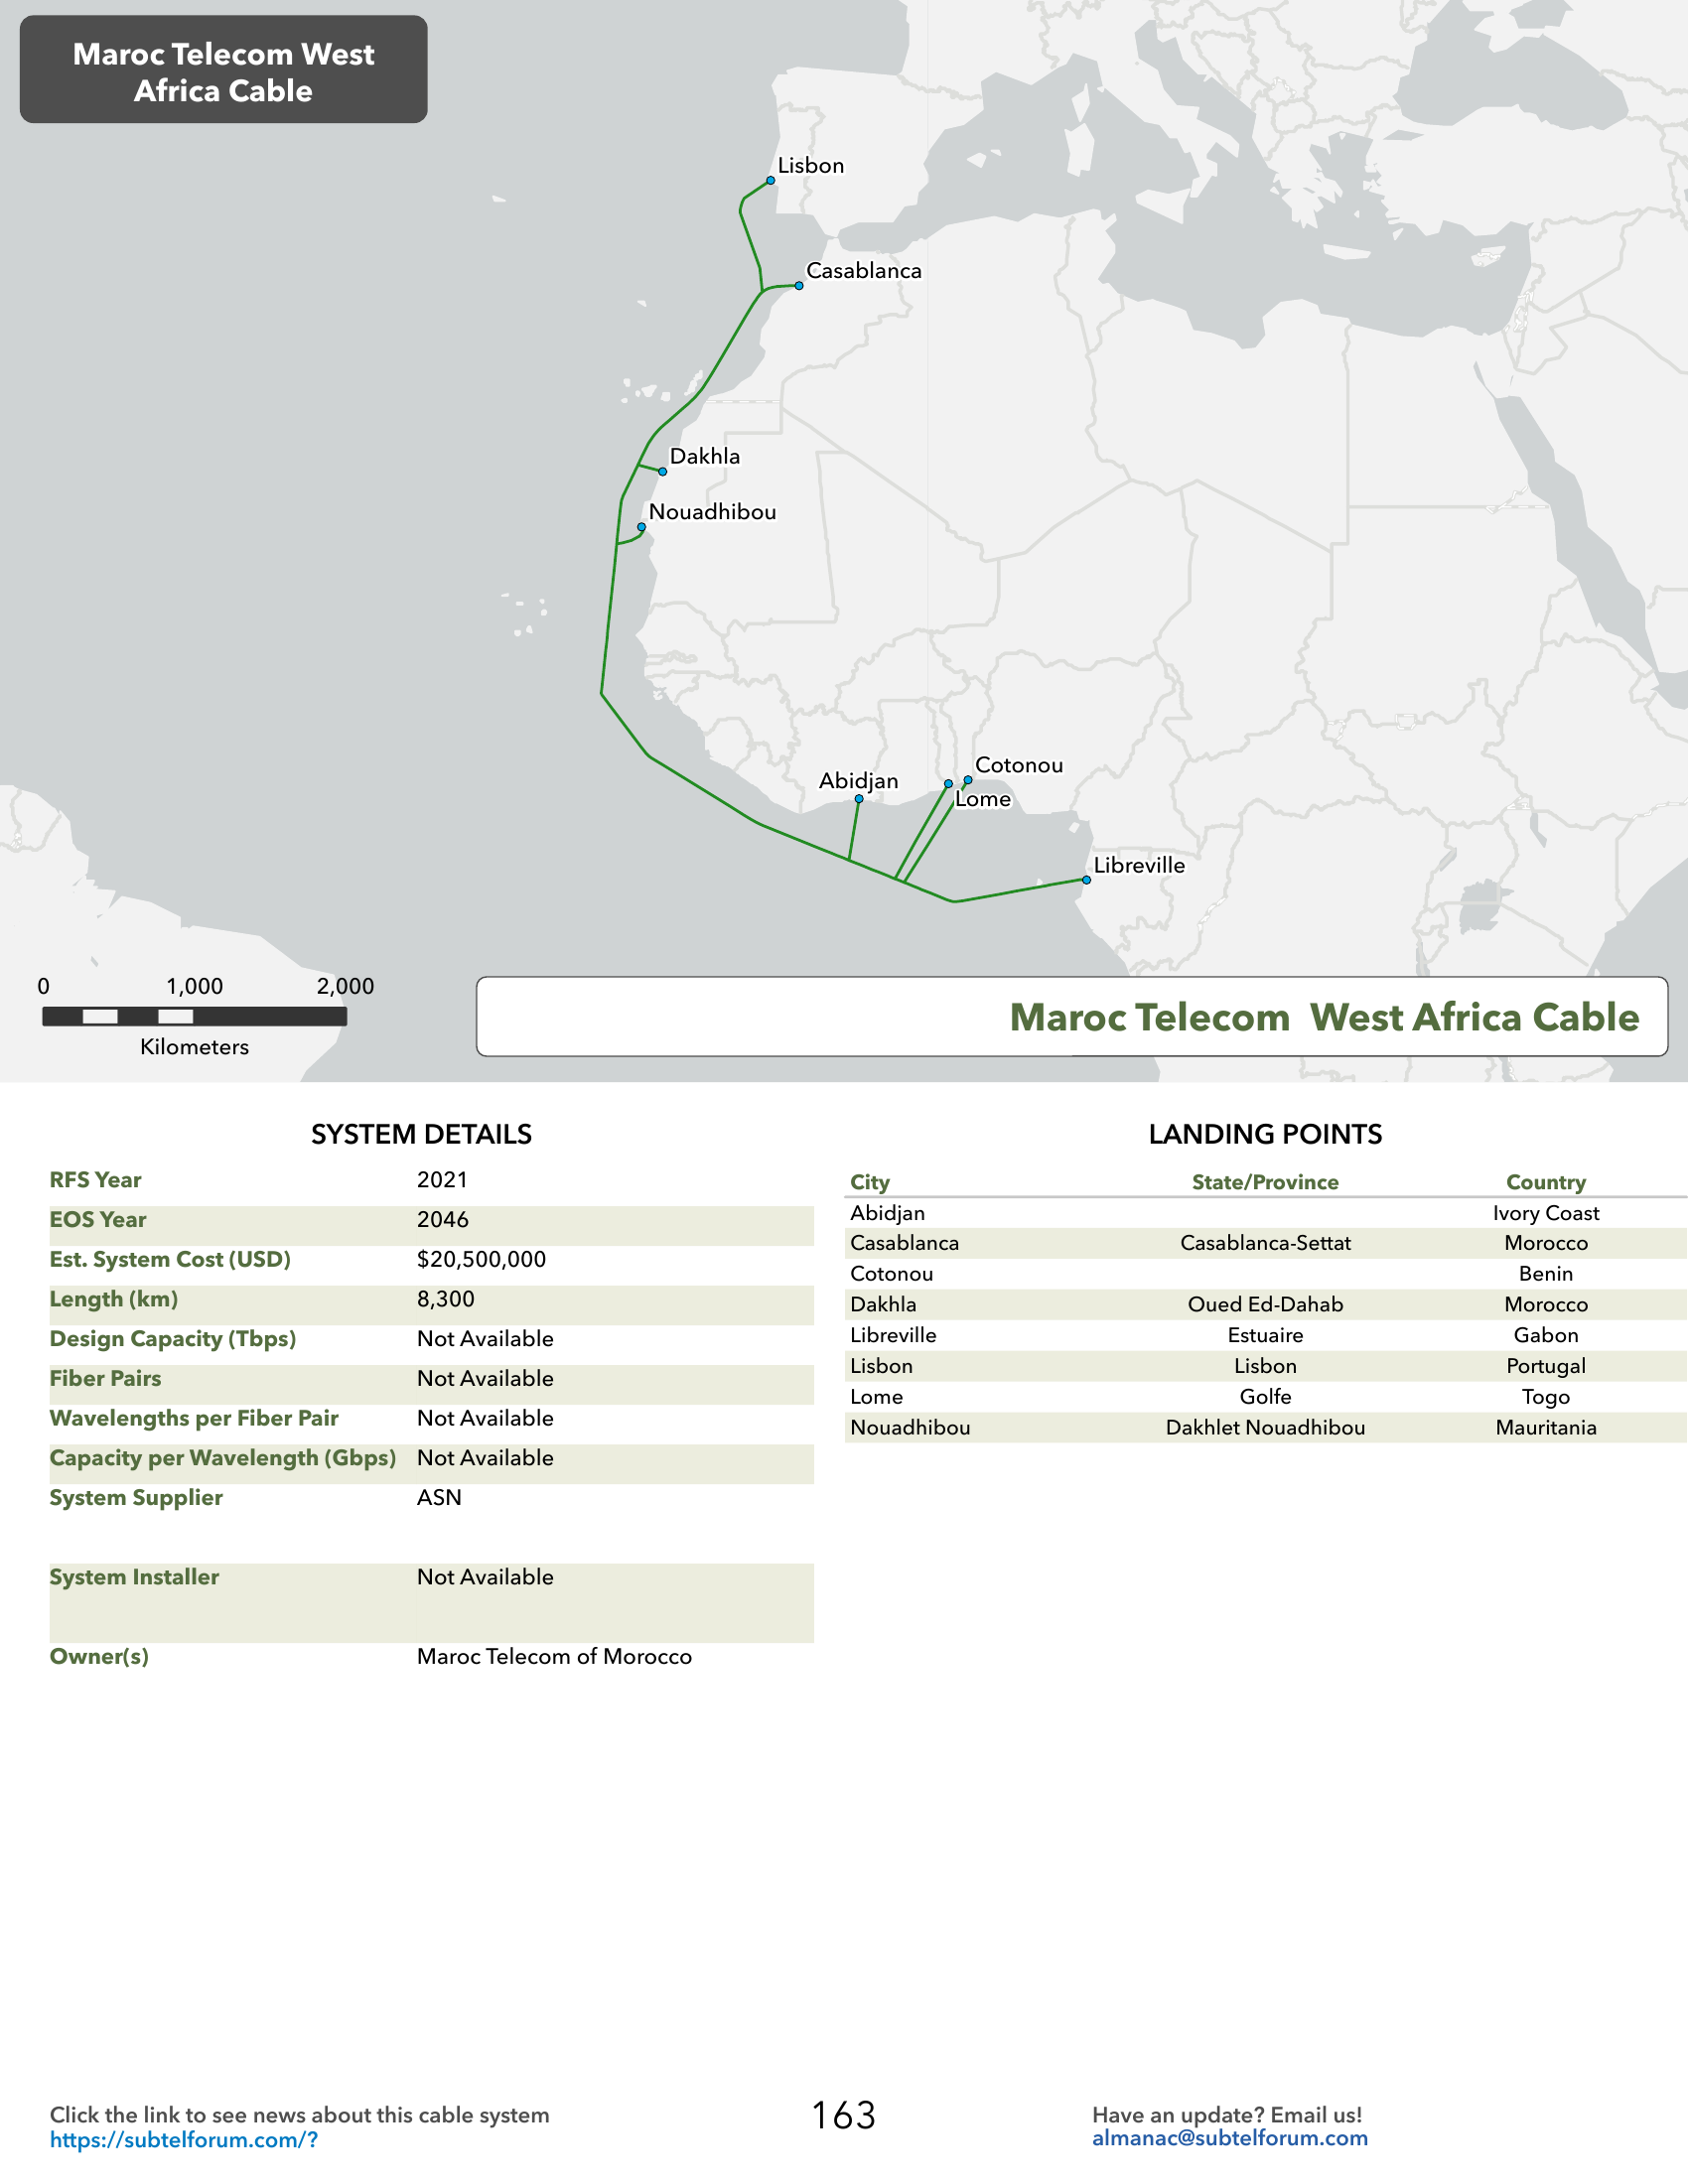 Maroc Telecom West
Africa Cable
Lisbon
Casablanca
Dakhla
Nouadhibou
Cotonou
Abidjan
Lome
Libreville
0 1,000 2,000
Kilometers
Maroc Telecom West Africa Cable
SYSTEM DETAILS
RFS Year 2021
EOS Year 2046
Est. System Cost (USD) $20,500,000
Length (km) 8,300
Design Capacity (Tbps) Not Available
Fiber Pairs Not Available
Wavelengths per Fiber Pair Not Available
Capacity per Wavelength (Gbps) Not Available
System Supplier ASN
System Installer Not Available
Owner(s) Maroc Telecom of Morocco
LANDING POINTS
City State/Province Country
Abidjan Ivory Coast
Casablanca Casablanca-Settat Morocco
Cotonou Benin
Dakhla Oued Ed-Dahab Morocco
Libreville Estuaire Gabon
Lisbon Lisbon Portugal
Lome Golfe Togo
Nouadhibou Dakhlet Nouadhibou Mauritania
Click the link to see news about this cable system
https://subtelforum.com/?
163
Have an update? Email us!
almanac@subtelforum.com